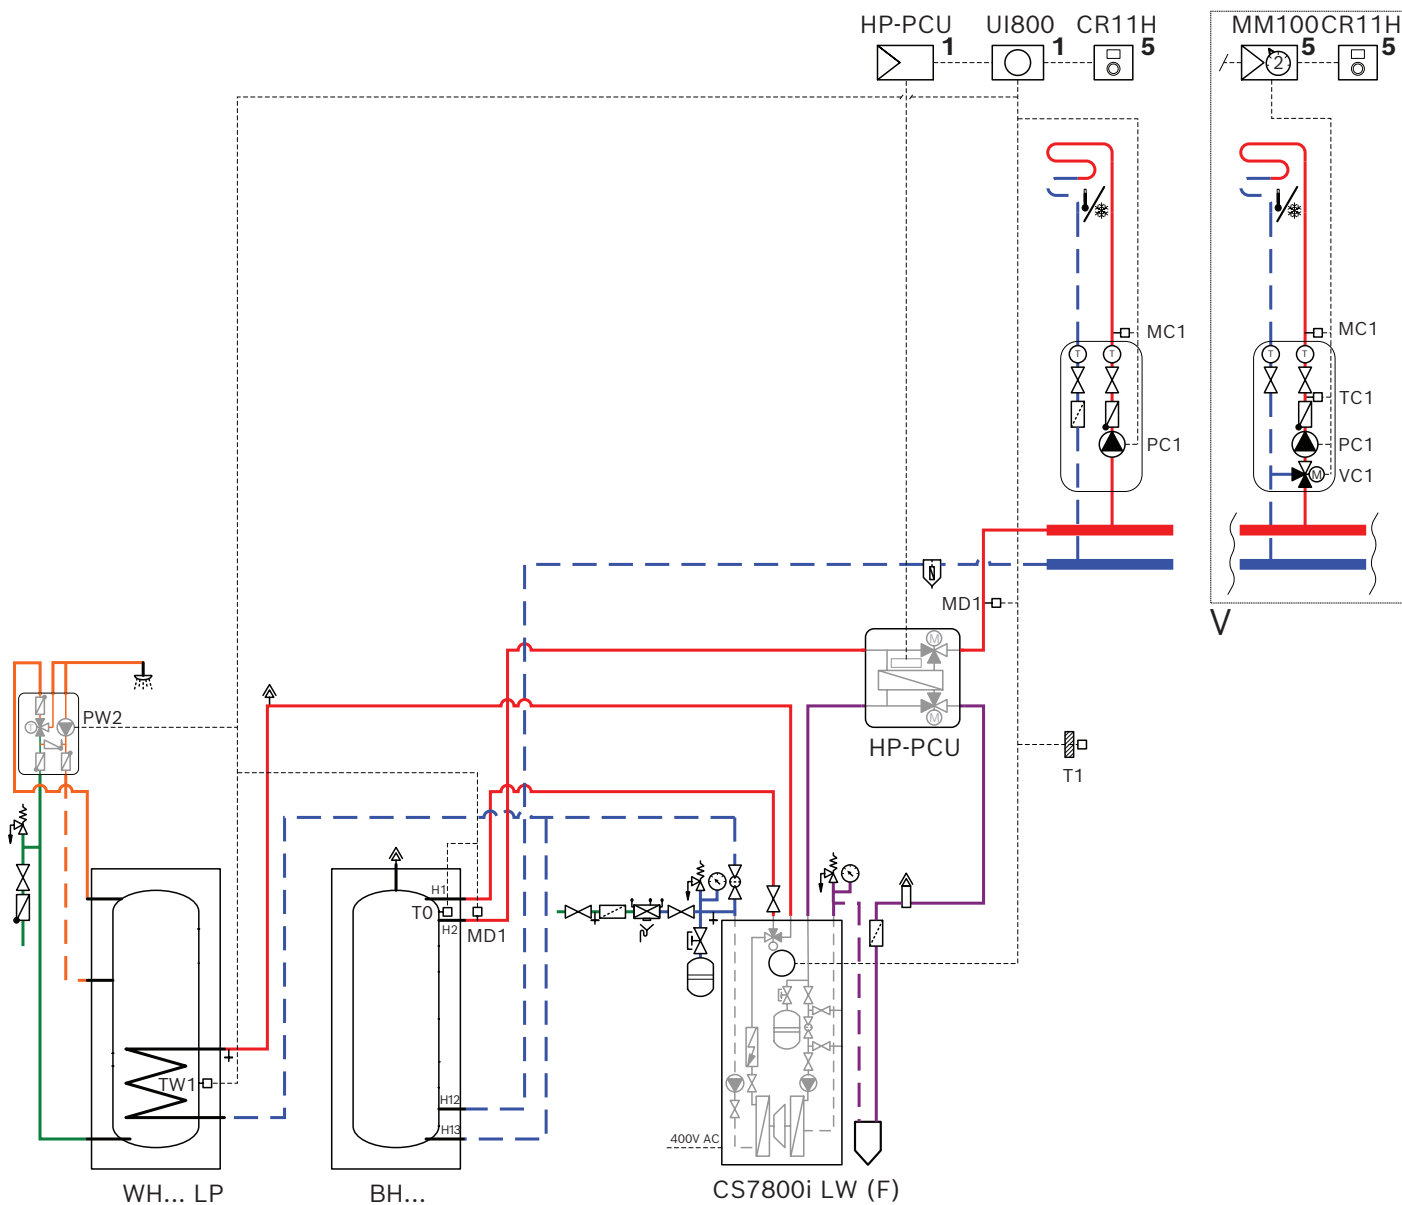 HP-PCU UI800 CR11H MM100 CR11H
1 1 5 5 5
2
MC1 MC1
T T T T
TC1
PC1 PC1
M VC1
MD1
V
M
PW2
T
M
HP-PCU
T1
H1
T0
H2 MD1
TW1
H12
H13
400V AC
WH... LP BH... CS7800i LW (F)